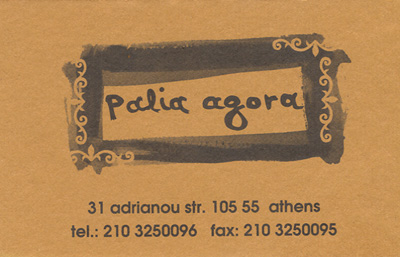 palia agora
31 adrianou str. 105 55 athens
tel.: 210 3250096 fax: 210 3250095